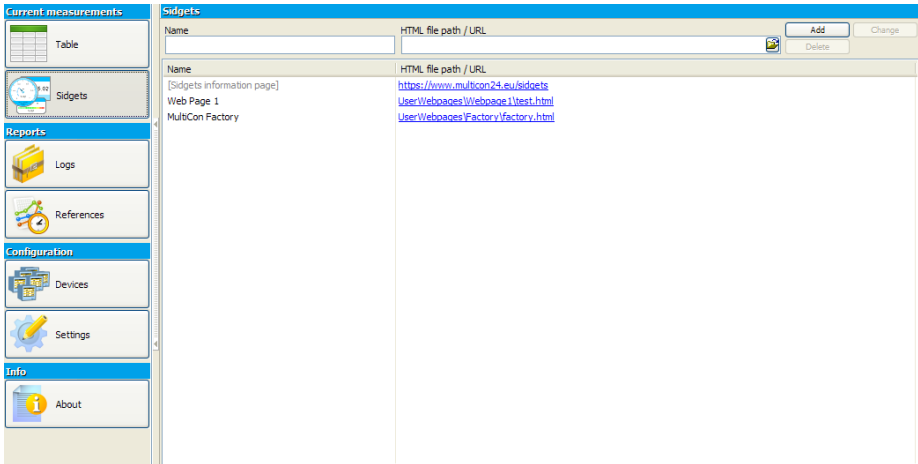 Current measurements
Table
Sidgets
Reports
Logs
References
Configuration
Devices
Settings
Info
About
Sidgets
Name HTML file path / URL Add Change
Delete
Name HTML file path / URL
[Sidgets information page] https://www.multicon24.eu/sidgets
Web Page 1 UserWebpages\Webpage1\test.html
MultiCon Factory UserWebpages\Factory\factory.html